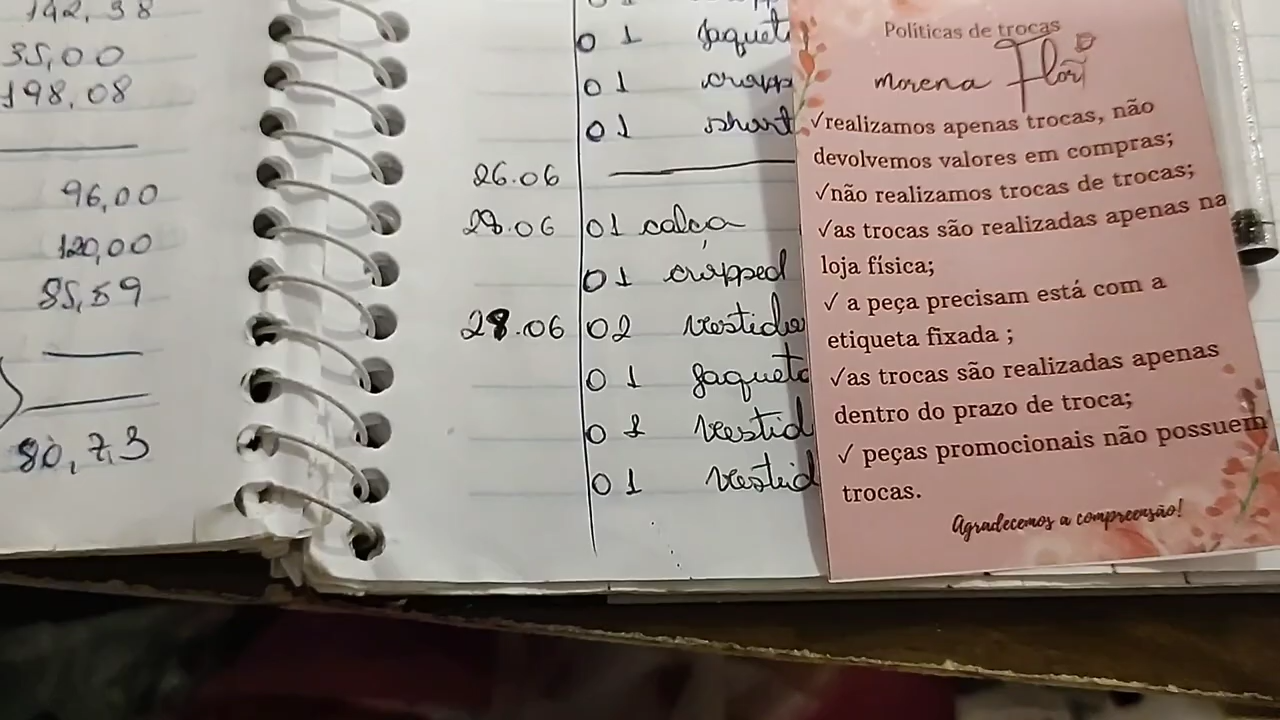 142,38
35,00
198,08
96,00
120,00
85,59
80,73
01 jaquet
01 cropp
01 short
26.06
29.06 01 calça
01 cropped
28.06 02 vestido
01 jaqueta
01 vestid
01 vestid
Políticas de trocas
morena Flor
✓realizamos apenas trocas, não
devolvemos valores em compras;
✓não realizamos trocas de trocas;
✓as trocas são realizadas apenas na
loja física;
✓ a peça precisam está com a
etiqueta fixada ;
✓as trocas são realizadas apenas
dentro do prazo de troca;
✓ peças promocionais não possuem
trocas.
Agradecemos a compreensão!